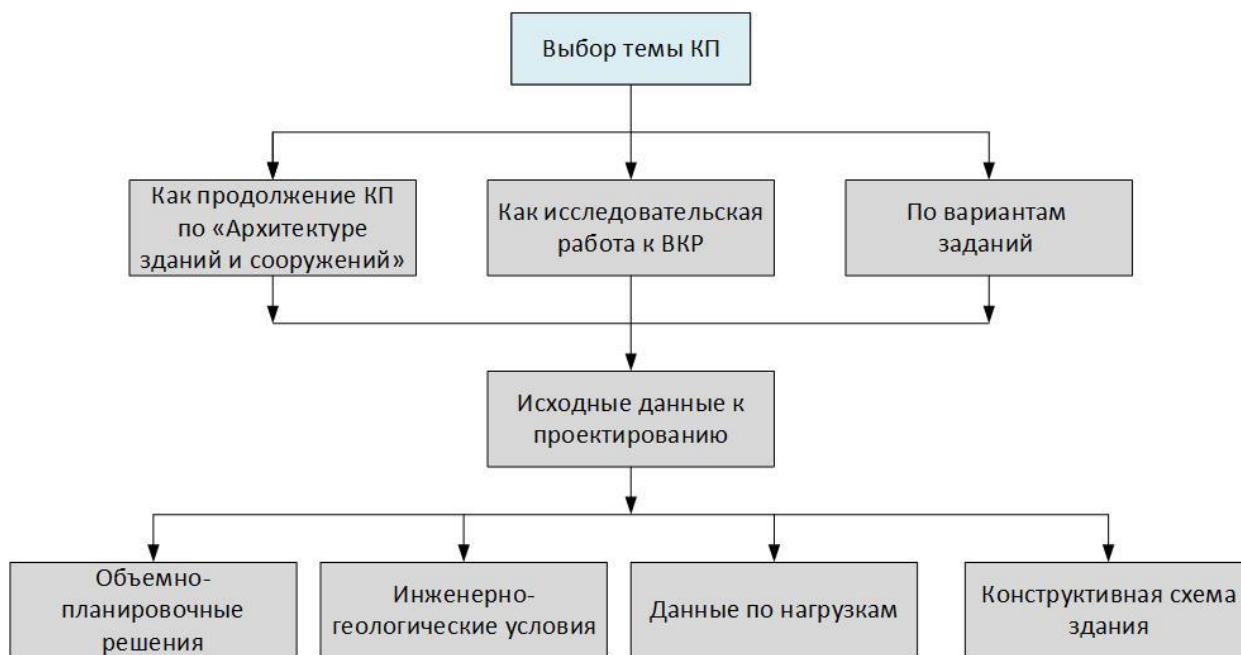 Выбор темы КП
Как продолжение КП
по «Архитектуре
зданий и сооружений»
Как исследовательская
работа к ВКР
По вариантам
заданий
Исходные данные к
проектированию
Объемно-
планировочные
решения
Инженерно-
геологические условия
Данные по нагрузкам
Конструктивная схема
здания